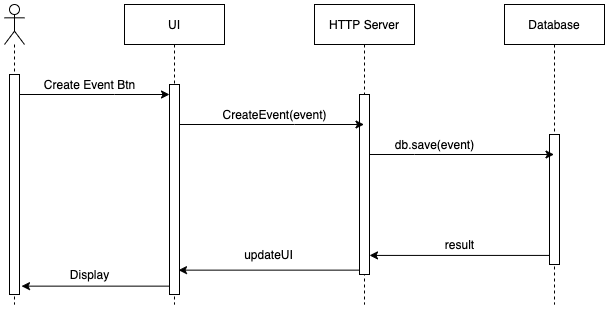 UI
HTTP Server
Database
Create Event Btn
CreateEvent(event)
db.save(event)
result
updateUI
Display